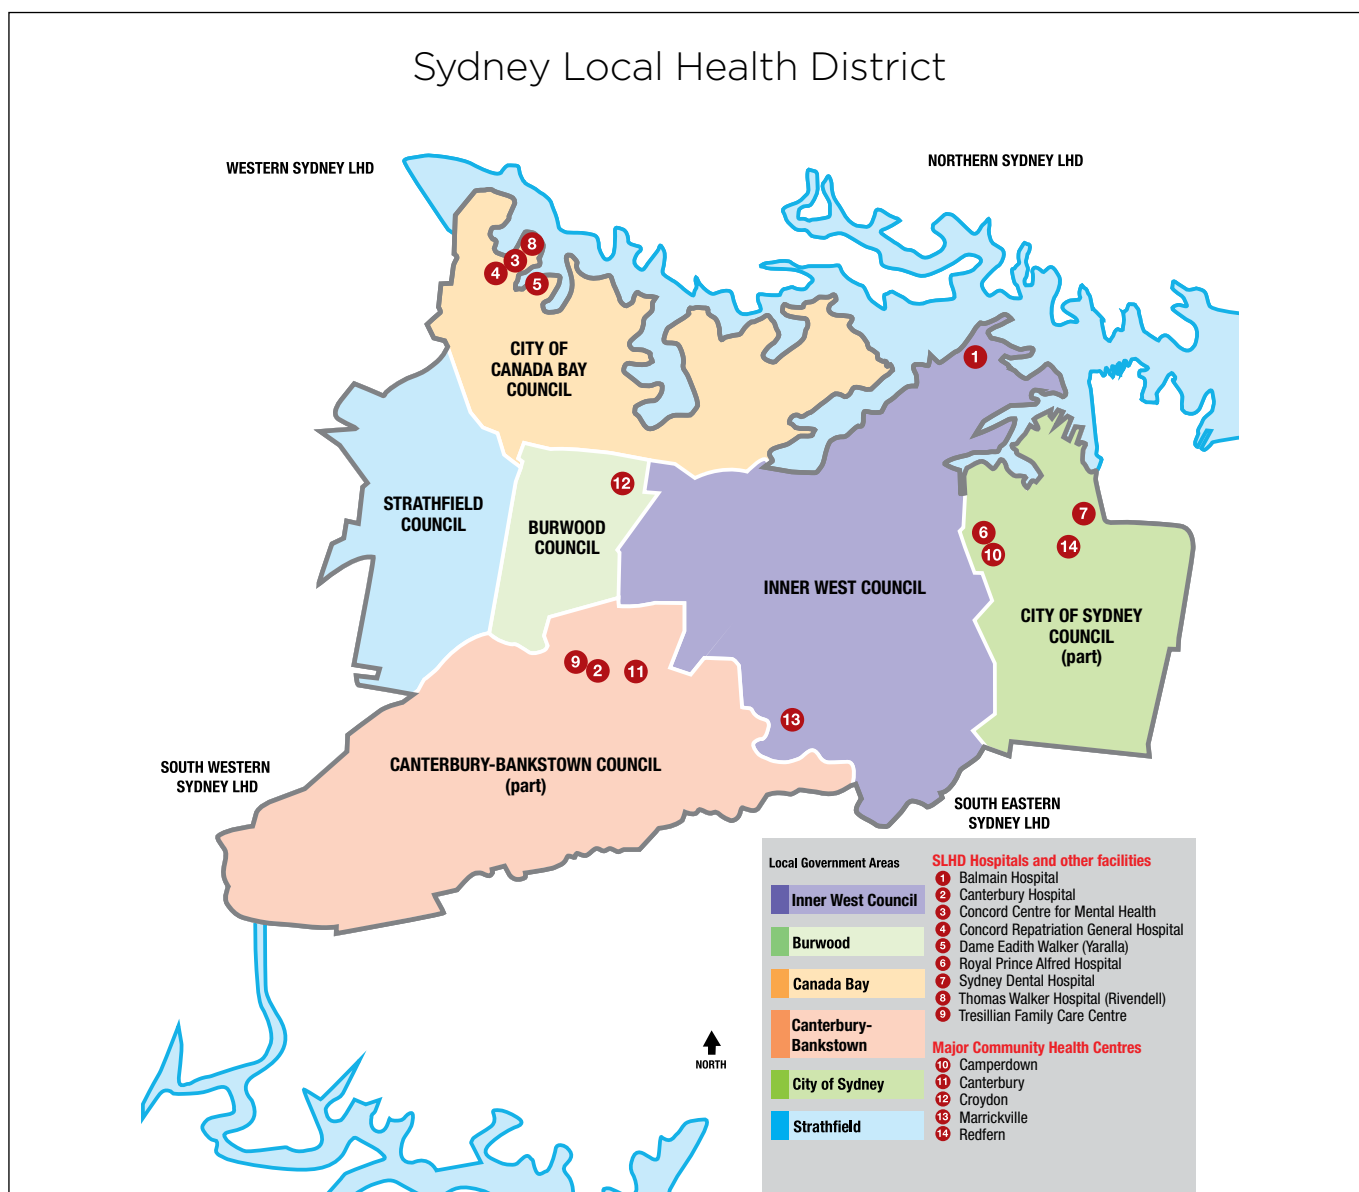 Sydney Local Health District
WESTERN SYDNEY LHD
NORTHERN SYDNEY LHD
8
3
4
5
1
CITY OF
CANADA BAY
COUNCIL
12
STRATHFIELD
COUNCIL
BURWOOD
COUNCIL
7
6
14
10
INNER WEST COUNCIL
CITY OF SYDNEY
COUNCIL
(part)
9
2
11
13
CANTERBURY-BANKSTOWN COUNCIL
(part)
SOUTH WESTERN
SYDNEY LHD
SOUTH EASTERN
SYDNEY LHD
NORTH
Local Government Areas
Inner West Council
Burwood
Canada Bay
Canterbury-
Bankstown
City of Sydney
Strathfield
SLHD Hospitals and other facilities
1 Balmain Hospital
2 Canterbury Hospital
3 Concord Centre for Mental Health
4 Concord Repatriation General Hospital
5 Dame Eadith Walker (Yaralla)
6 Royal Prince Alfred Hospital
7 Sydney Dental Hospital
8 Thomas Walker Hospital (Rivendell)
9 Tresillian Family Care Centre
Major Community Health Centres
10 Camperdown
11 Canterbury
12 Croydon
13 Marrickville
14 Redfern